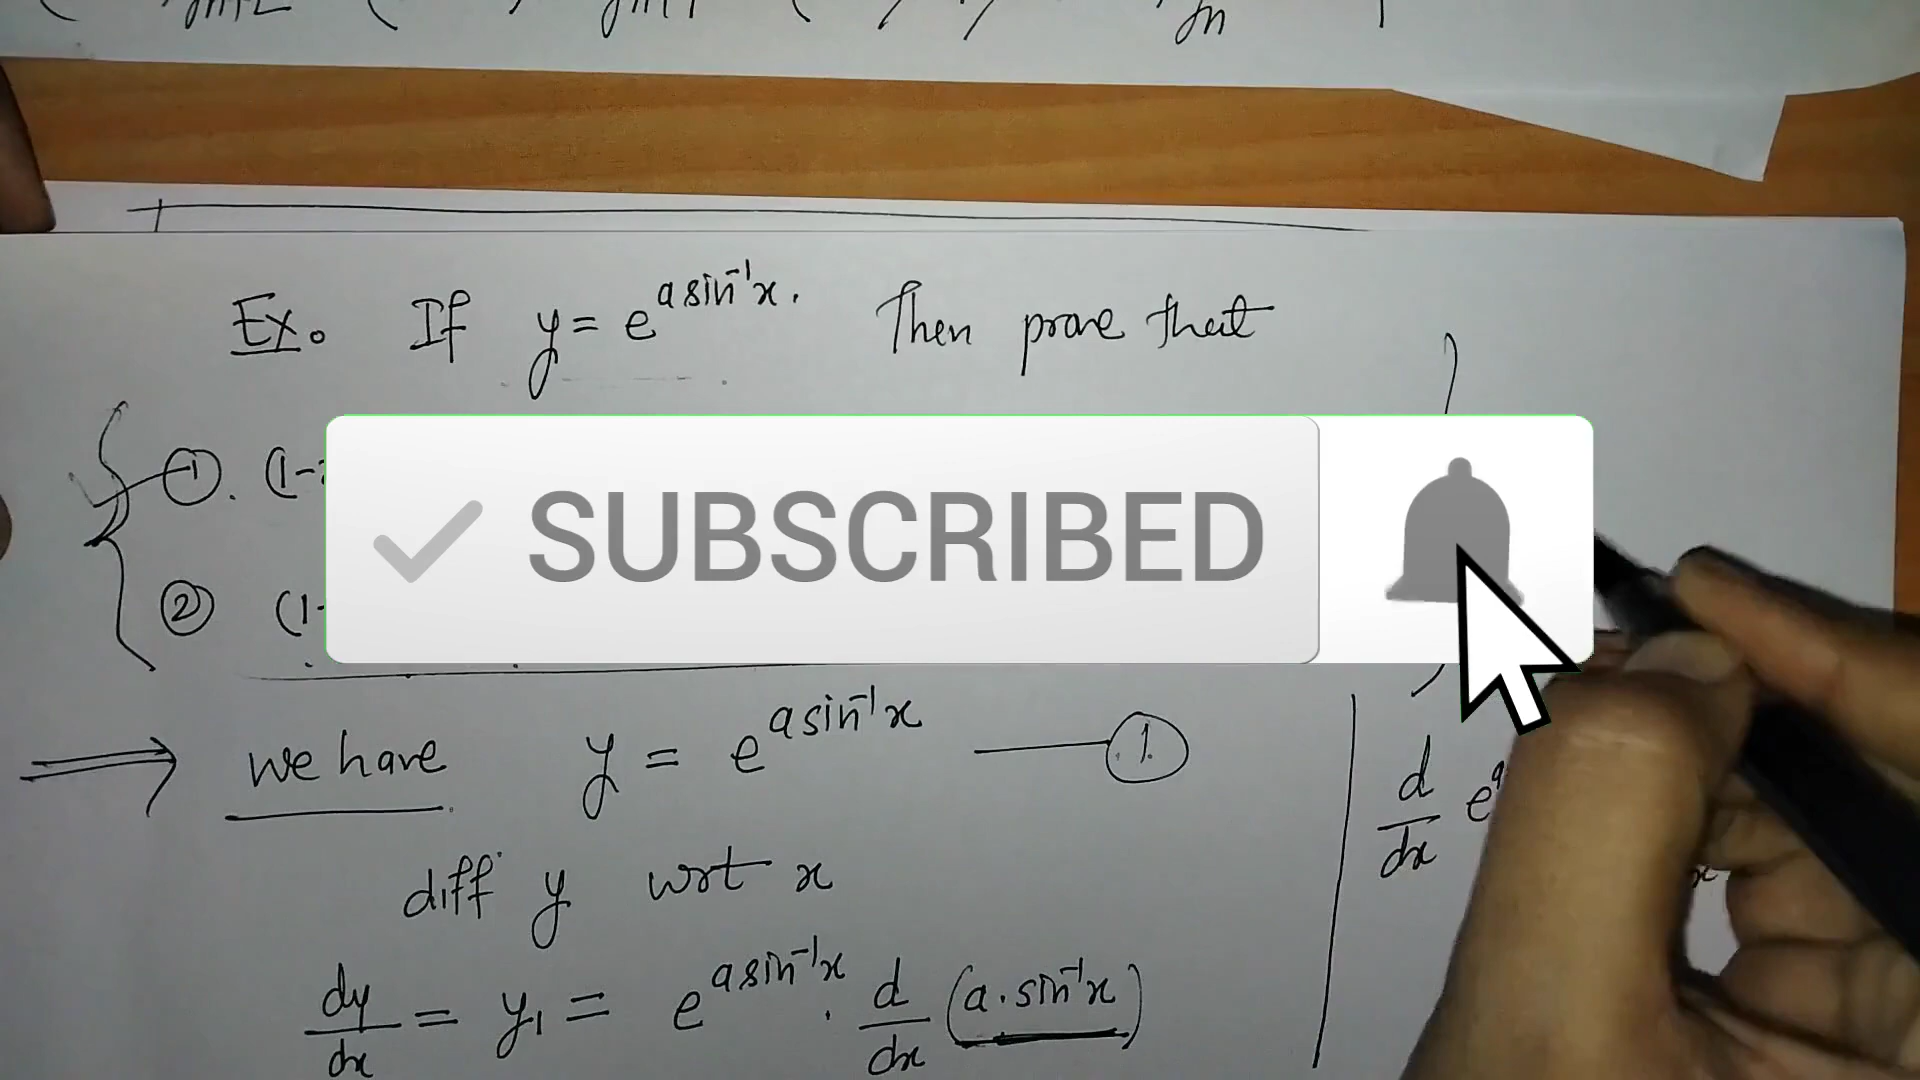 Ex. If y = e^{a sin⁻¹x}. Then prove that
①. (1-
② (1-
SUBSCRIBED
⟹ we have y = e^{a sin⁻¹x} — ①.
diff y wrt x
dy/dx = y₁ = e^{a sin⁻¹x} . d/dx (a. sin⁻¹x)
d/dx e^a
x